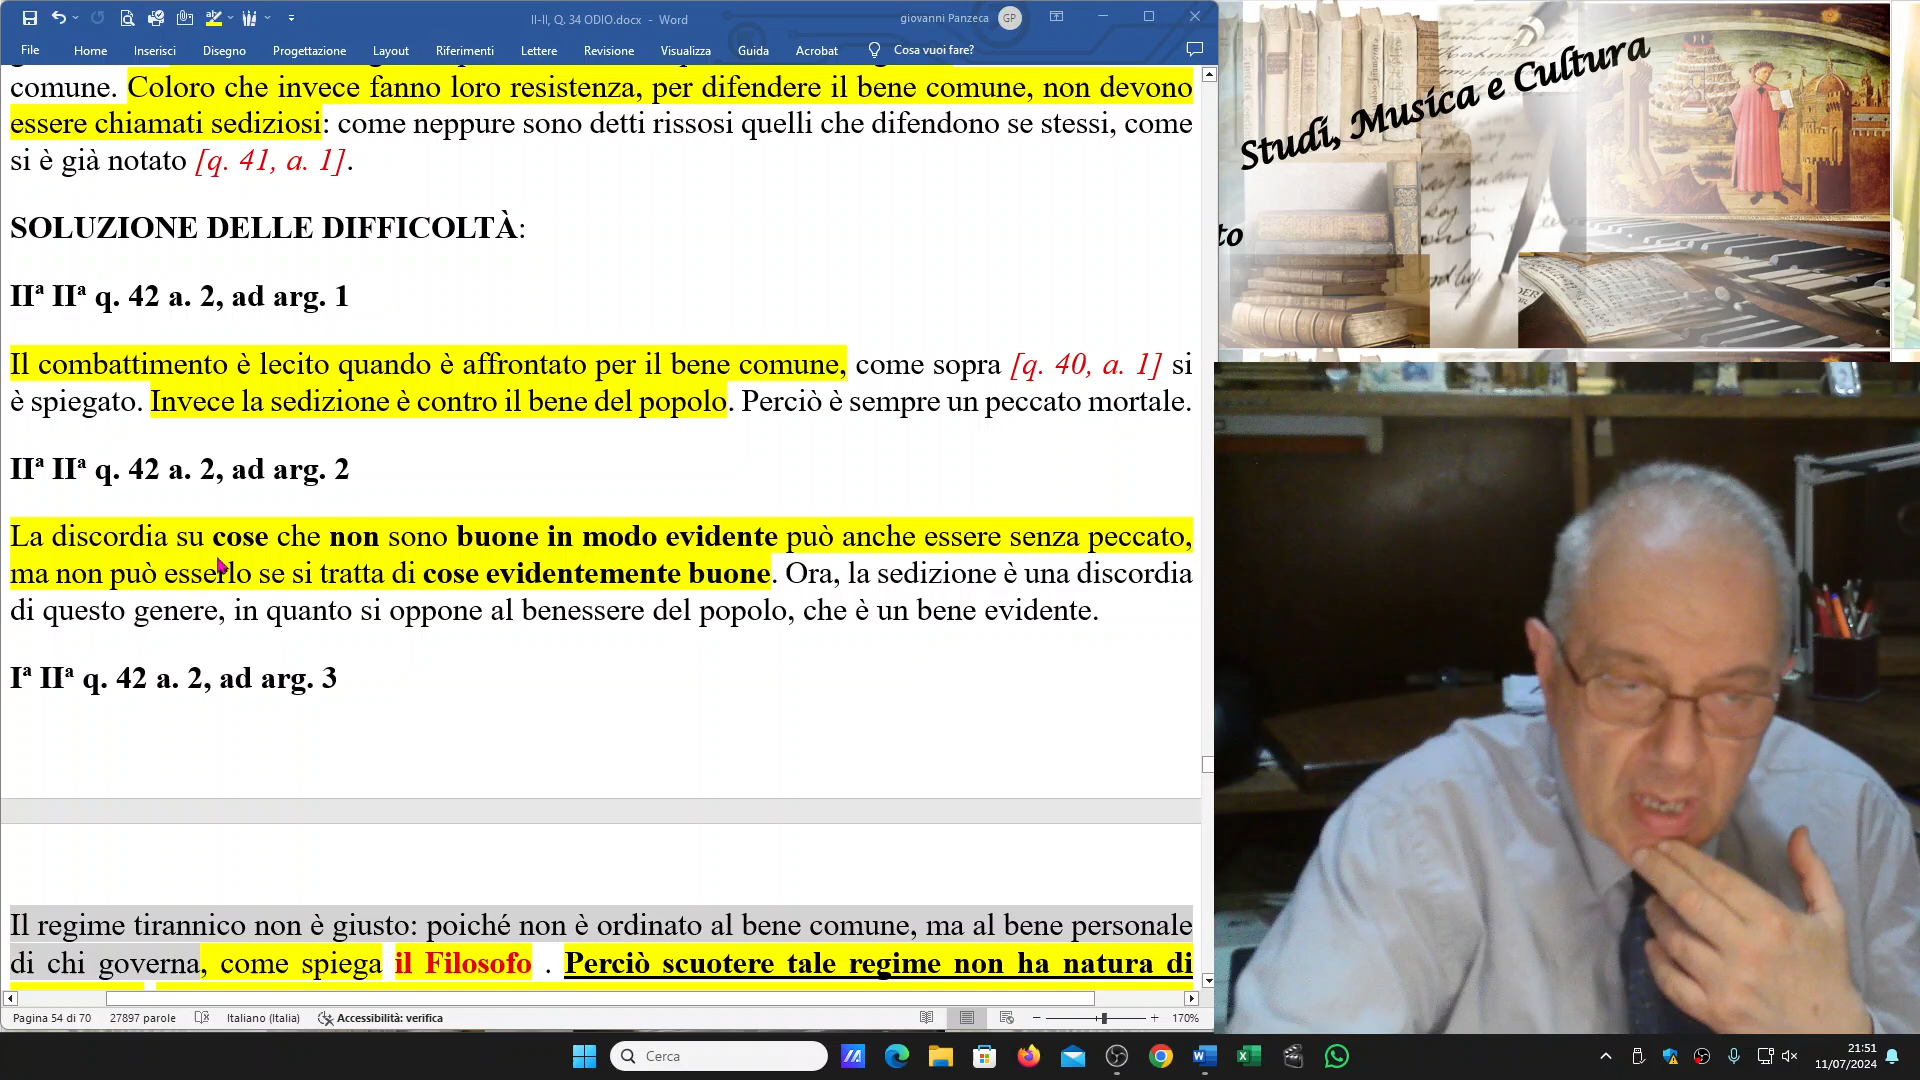 II-II, Q. 34 ODIO.docx - Word
giovanni Panzeca GP
File Home Inserisci Disegno Progettazione Layout Riferimenti Lettere Revisione Visualizza Guida Acrobat Cosa vuoi fare?
comune. Coloro che invece fanno loro resistenza, per difendere il bene comune, non devono
essere chiamati sediziosi: come neppure sono detti rissosi quelli che difendono se stessi, come
si è già notato [q. 41, a. 1].
SOLUZIONE DELLE DIFFICOLTÀ:
IIª IIª q. 42 a. 2, ad arg. 1
Il combattimento è lecito quando è affrontato per il bene comune, come sopra [q. 40, a. 1] si
è spiegato. Invece la sedizione è contro il bene del popolo. Perciò è sempre un peccato mortale.
IIª IIª q. 42 a. 2, ad arg. 2
La discordia su cose che non sono buone in modo evidente può anche essere senza peccato,
ma non può esserlo se si tratta di cose evidentemente buone. Ora, la sedizione è una discordia
di questo genere, in quanto si oppone al benessere del popolo, che è un bene evidente.
Iª IIª q. 42 a. 2, ad arg. 3
Il regime tirannico non è giusto: poiché non è ordinato al bene comune, ma al bene personale
di chi governa, come spiega il Filosofo . Perciò scuotere tale regime non ha natura di
Pagina 54 di 70 27897 parole Italiano (Italia) Accessibilità: verifica 170%
Studi, Musica e Cultura
to
Cerca
21:51
11/07/2024